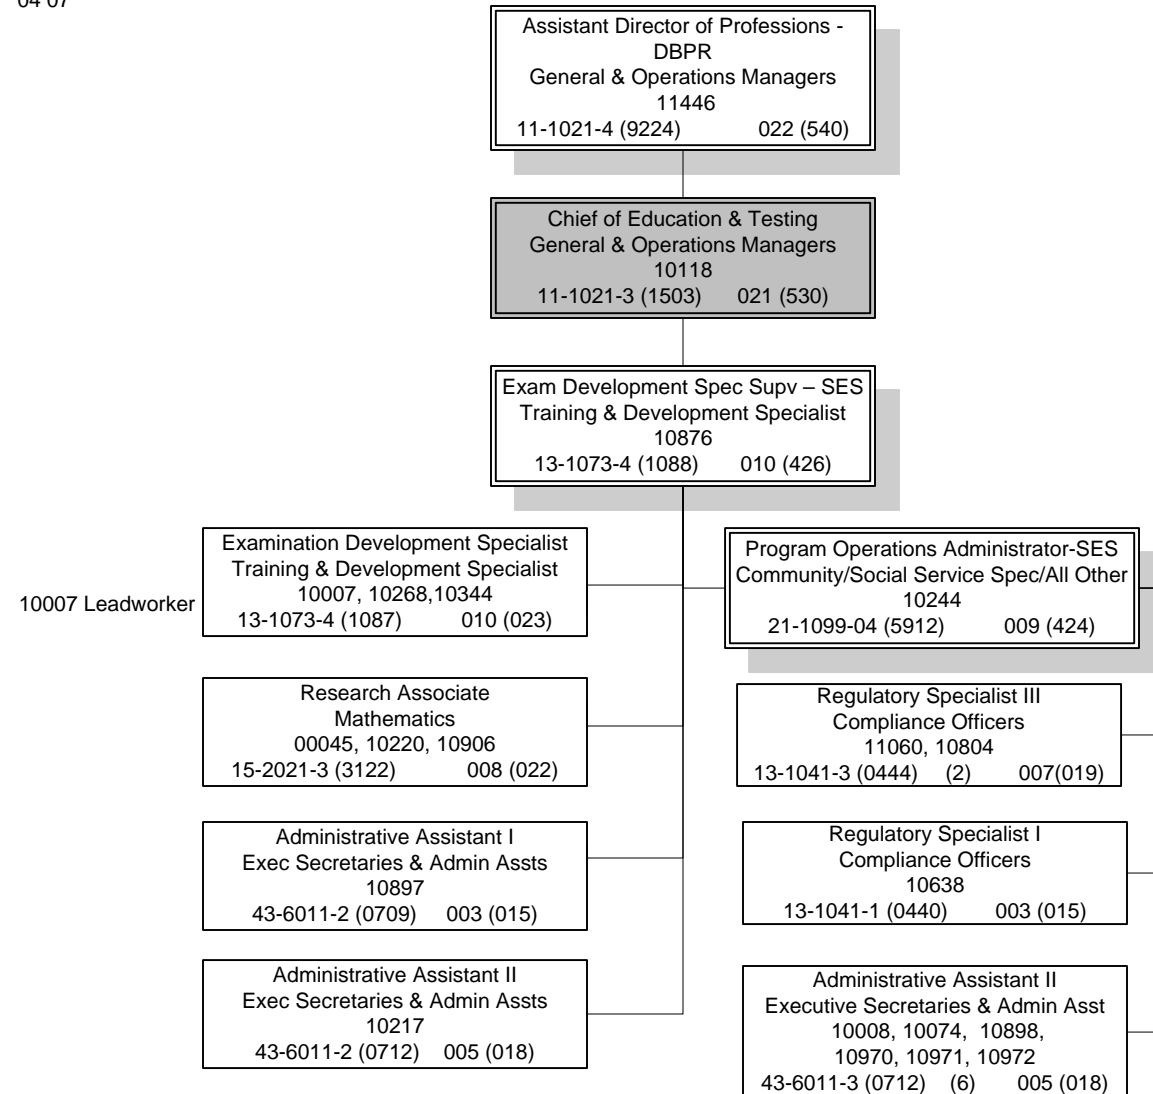 04 07
Assistant Director of Professions -
DBPR
General & Operations Managers
11446
11-1021-4 (9224) 022 (540)
Chief of Education & Testing
General & Operations Managers
10118
11-1021-3 (1503) 021 (530)
Exam Development Spec Supv – SES
Training & Development Specialist
10876
13-1073-4 (1088) 010 (426)
10007 Leadworker
Examination Development Specialist
Training & Development Specialist
10007, 10268,10344
13-1073-4 (1087) 010 (023)
Research Associate
Mathematics
00045, 10220, 10906
15-2021-3 (3122) 008 (022)
Administrative Assistant I
Exec Secretaries & Admin Assts
10897
43-6011-2 (0709) 003 (015)
Administrative Assistant II
Exec Secretaries & Admin Assts
10217
43-6011-2 (0712) 005 (018)
Program Operations Administrator-SES
Community/Social Service Spec/All Other
10244
21-1099-04 (5912) 009 (424)
Regulatory Specialist III
Compliance Officers
11060, 10804
13-1041-3 (0444) (2) 007(019)
Regulatory Specialist I
Compliance Officers
10638
13-1041-1 (0440) 003 (015)
Administrative Assistant II
Executive Secretaries & Admin Asst
10008, 10074, 10898,
10970, 10971, 10972
43-6011-3 (0712) (6) 005 (018)